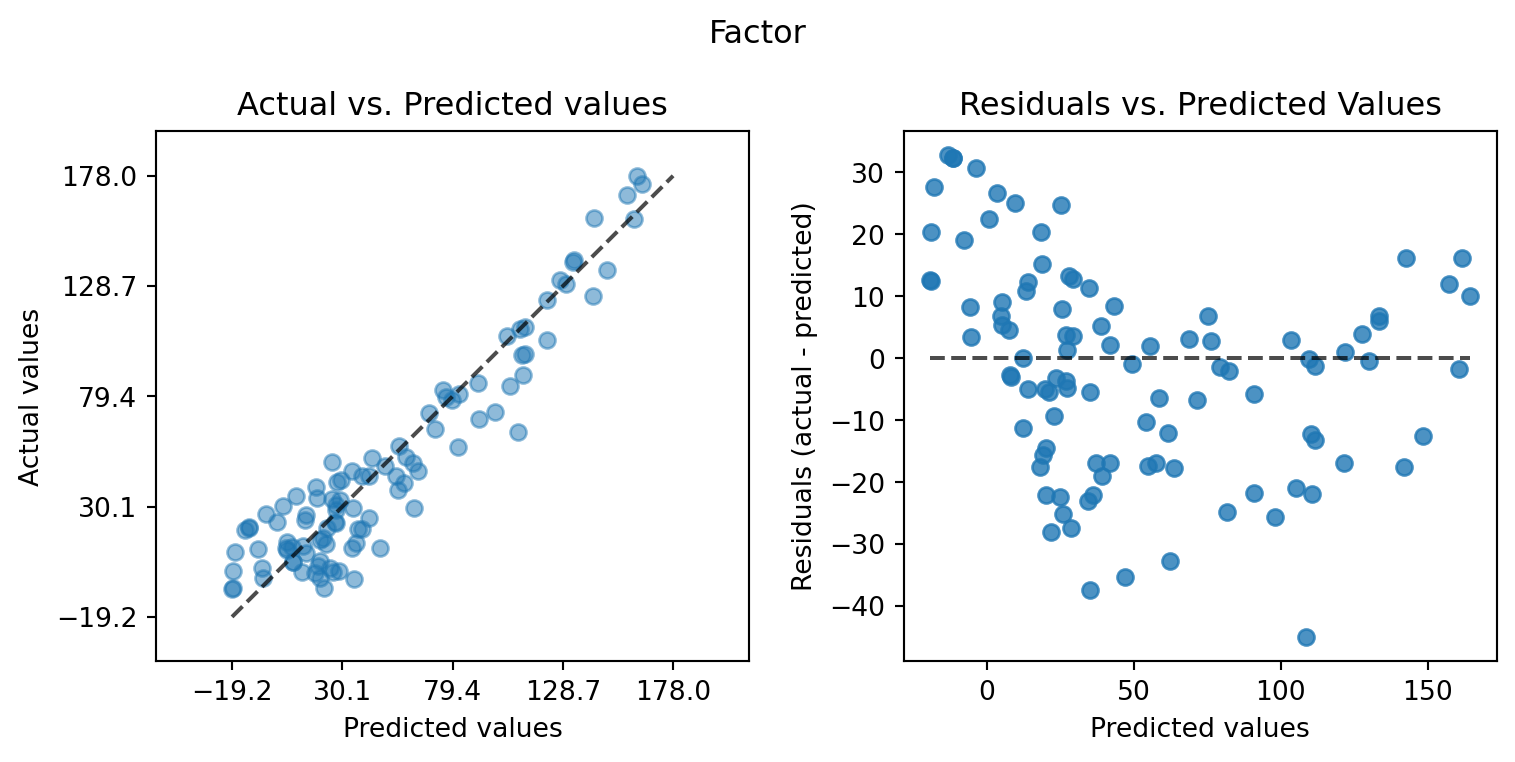 Factor
Actual vs. Predicted values
Actual values
178.0
128.7
79.4
30.1
−19.2
−19.2 30.1 79.4 128.7 178.0
Predicted values
Residuals vs. Predicted Values
Residuals (actual - predicted)
30
20
10
0
−10
−20
−30
−40
0 50 100 150
Predicted values